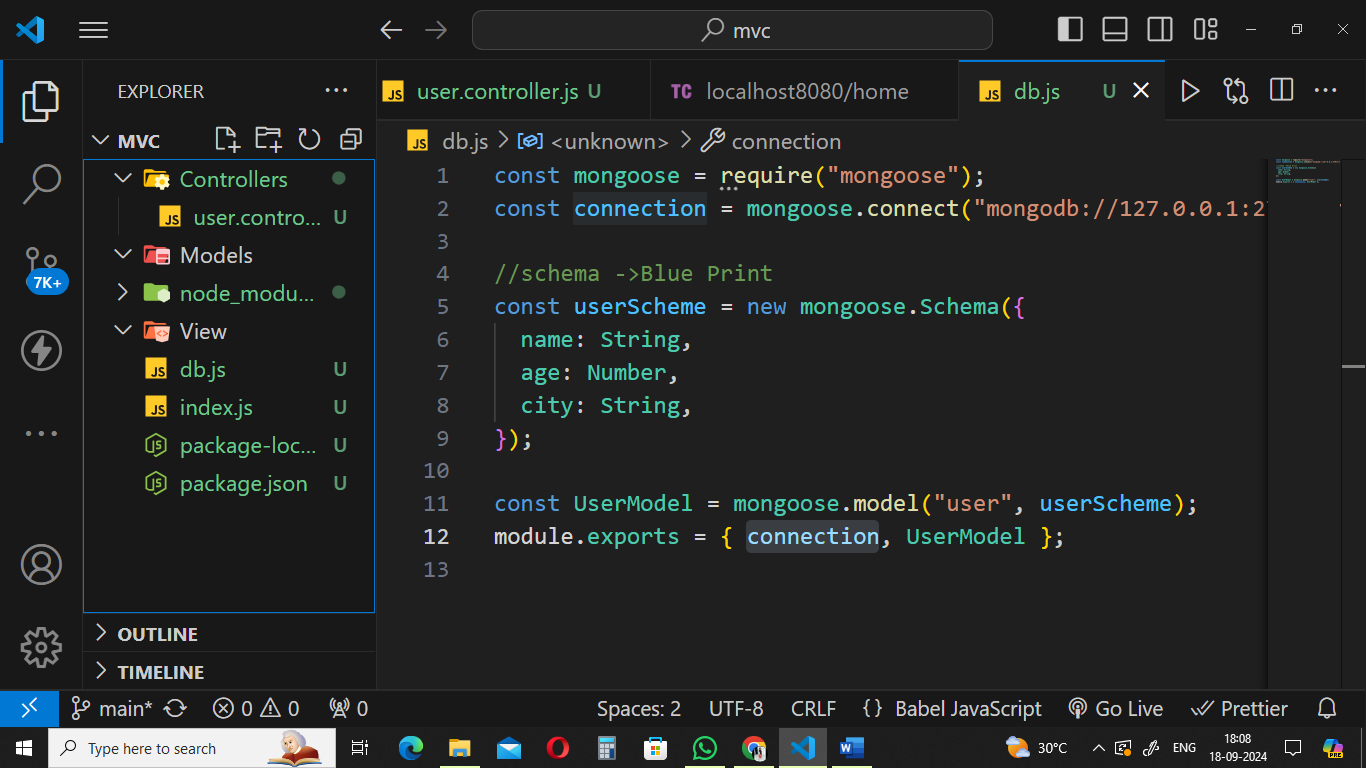 mvc
EXPLORER
MVC
Controllers
user.contro... U
Models
node_modu...
View
db.js U
index.js U
package-loc... U
package.json U
OUTLINE
TIMELINE
7K+
user.controller.js U
TC localhost8080/home
db.js U
db.js > <unknown> > connection
1 const mongoose = require("mongoose");
2 const connection = mongoose.connect("mongodb://127.0.0.1:27
3
4 //schema ->Blue Print
5 const userScheme = new mongoose.Schema({
6 name: String,
7 age: Number,
8 city: String,
9 });
10
11 const UserModel = mongoose.model("user", userScheme);
12 module.exports = { connection, UserModel };
13
main* 0 0 0 Spaces: 2 UTF-8 CRLF {} Babel JavaScript Go Live Prettier
Type here to search
30°C ENG 18:08
18-09-2024